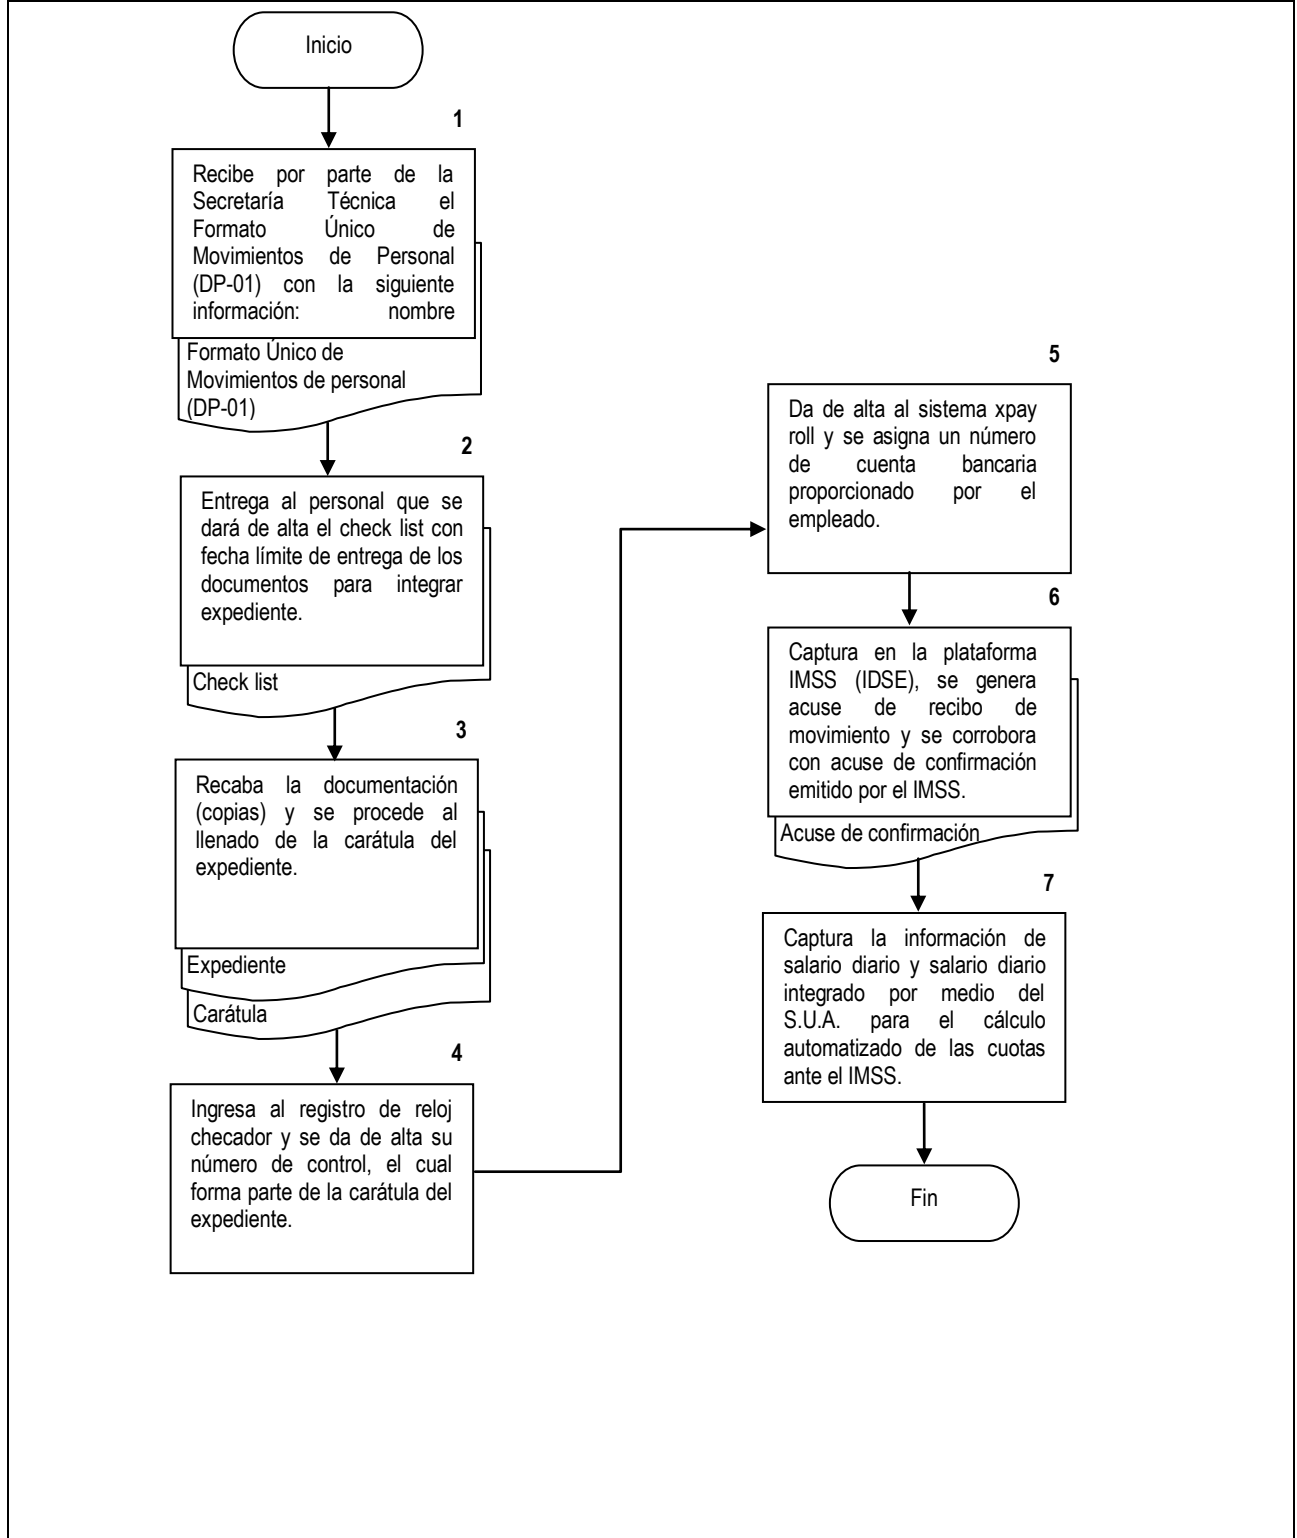 Inicio
1
Recibe por parte de la
Secretaría Técnica el
Formato Único de
Movimientos de Personal
(DP-01) con la siguiente
información: nombre
Formato Único de
Movimientos de personal
(DP-01)
2
Entrega al personal que se
dará de alta el check list con
fecha límite de entrega de los
documentos para integrar
expediente.
Check list
3
Recaba la documentación
(copias) y se procede al
llenado de la carátula del
expediente.
Expediente
Carátula
4
Ingresa al registro de reloj
checador y se da de alta su
número de control, el cual
forma parte de la carátula del
expediente.
5
Da de alta al sistema xpay
roll y se asigna un número
de cuenta bancaria
proporcionado por el
empleado.
6
Captura en la plataforma
IMSS (IDSE), se genera
acuse de recibo de
movimiento y se corrobora
con acuse de confirmación
emitido por el IMSS.
Acuse de confirmación
7
Captura la información de
salario diario y salario diario
integrado por medio del
S.U.A. para el cálculo
automatizado de las cuotas
ante el IMSS.
Fin